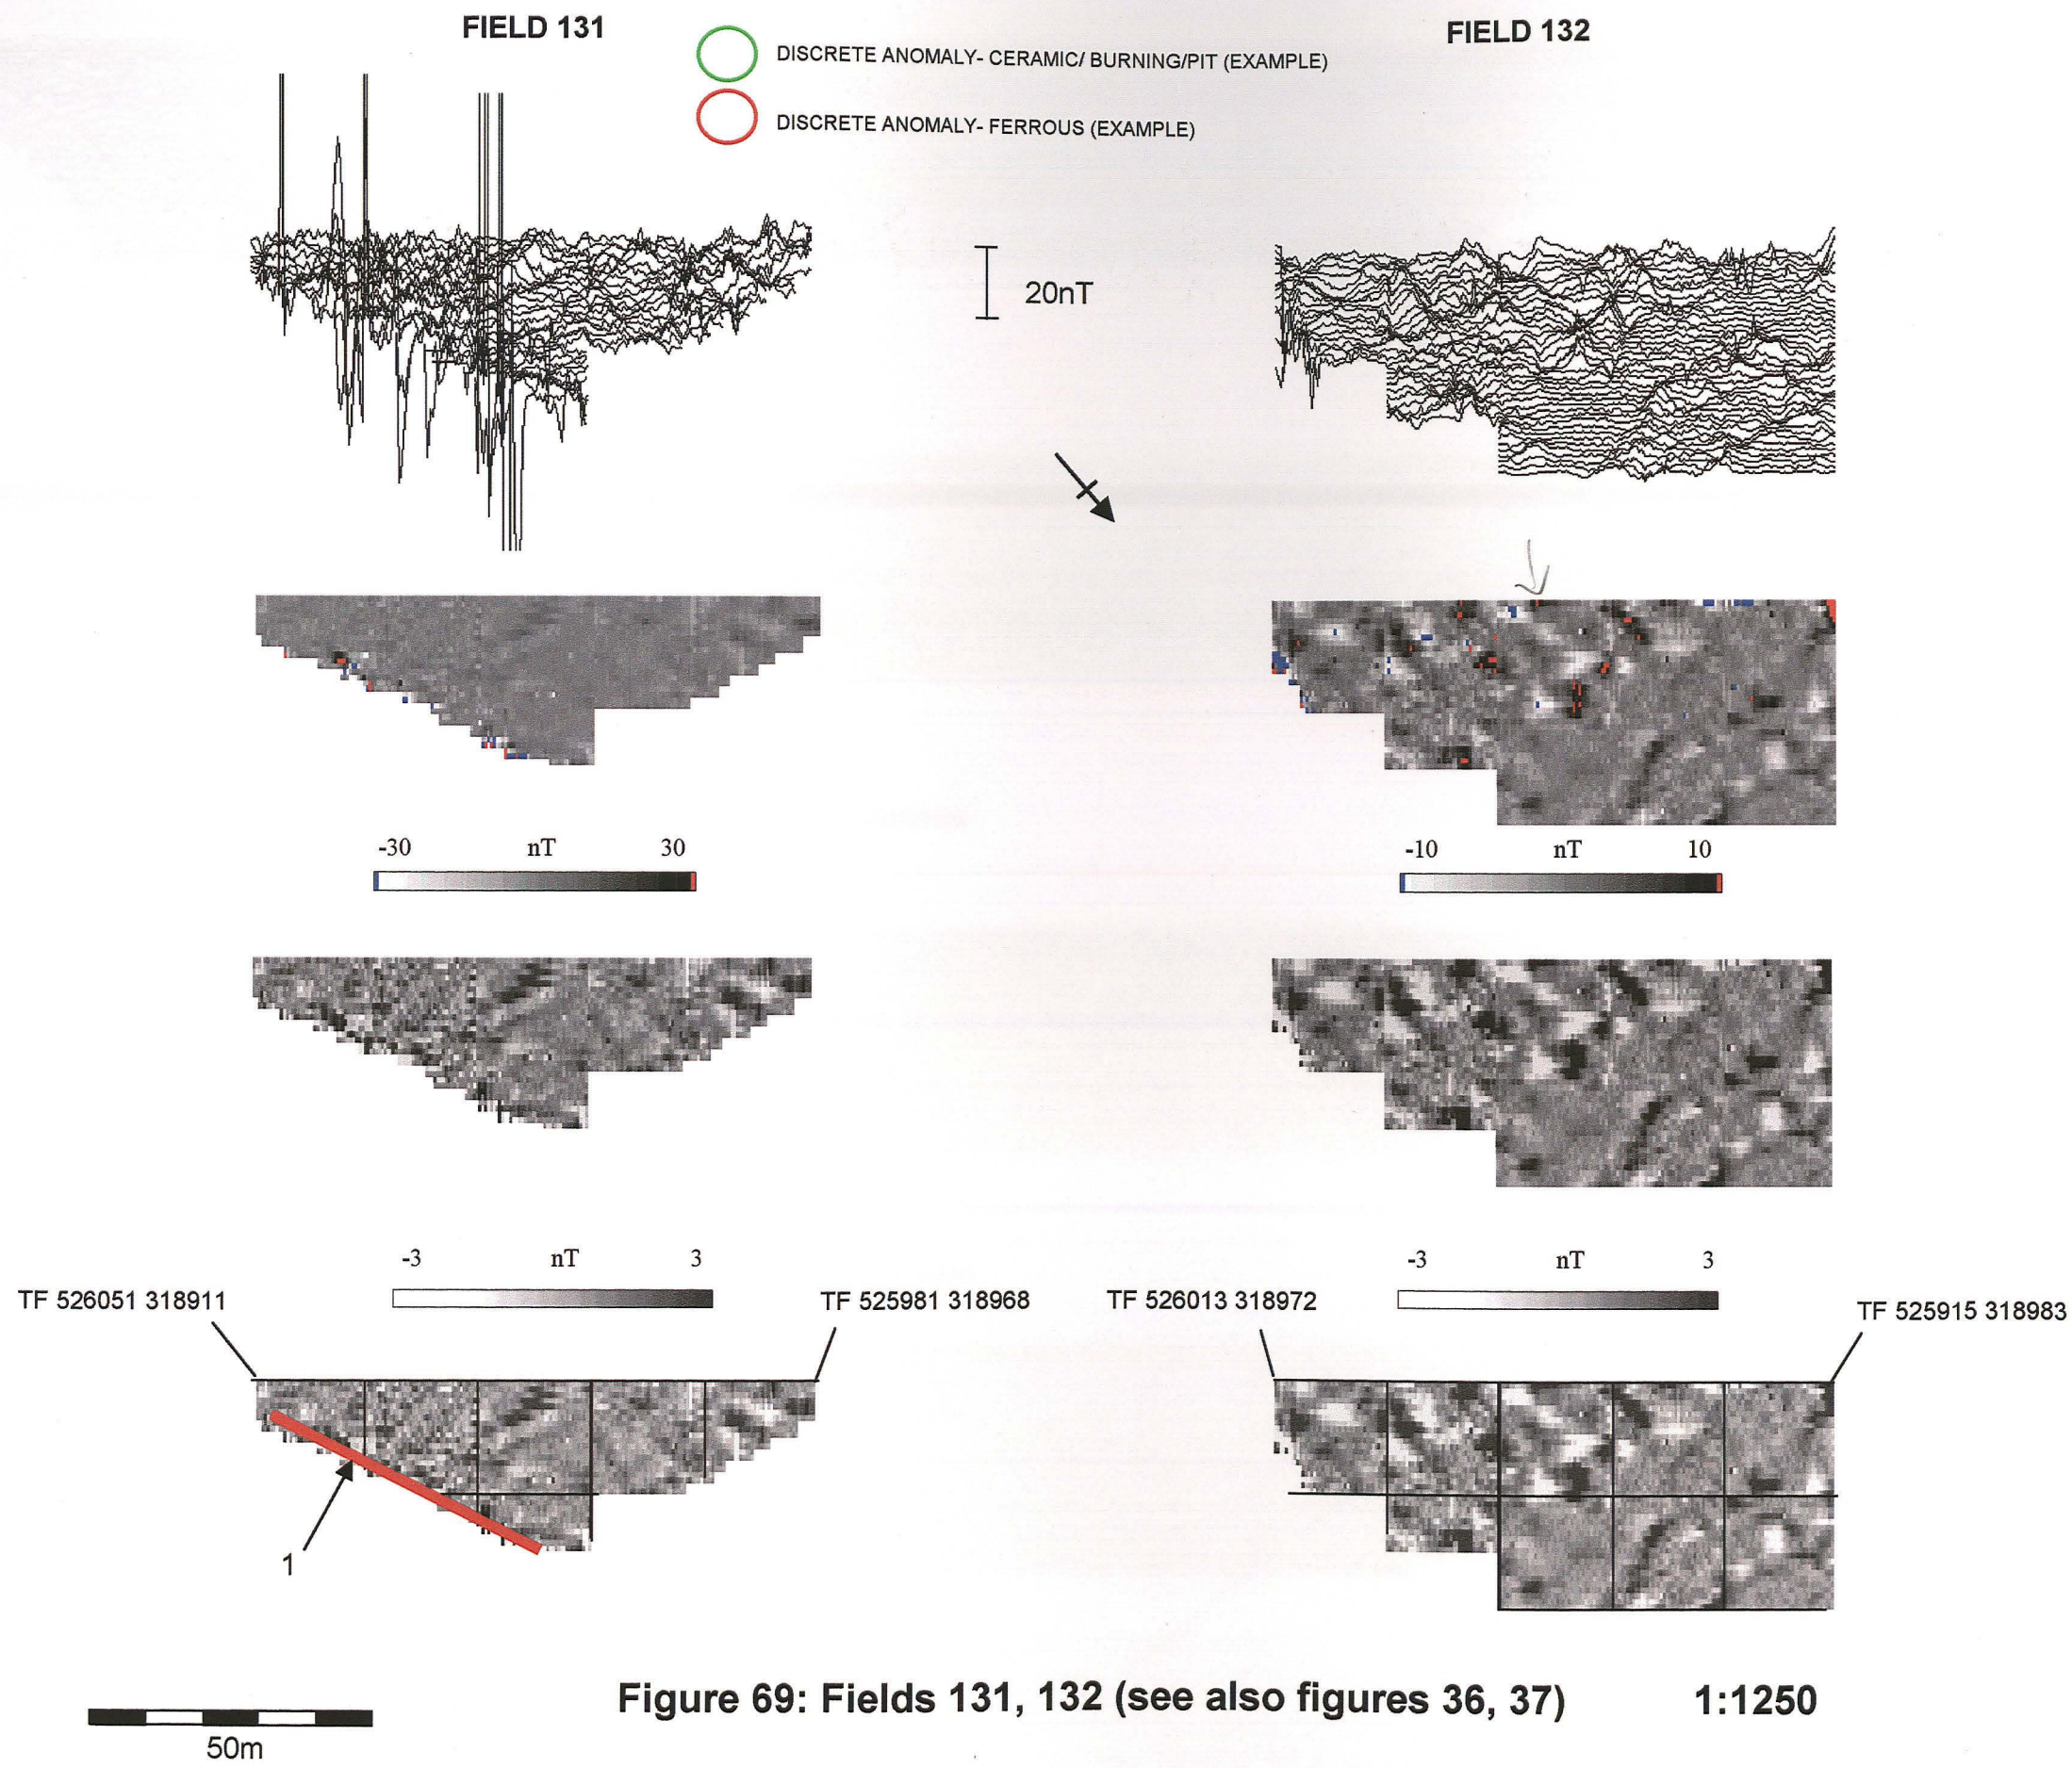 FIELD 131
FIELD 132
DISCRETE ANOMALY- CERAMIC/ BURNING/PIT (EXAMPLE)
DISCRETE ANOMALY- FERROUS (EXAMPLE)
20nT
-30 nT 30
-10 nT 10
-3 nT 3
-3 nT 3
TF 526051 318911
TF 525981 318968
TF 526013 318972
TF 525915 318983
1
Figure 69: Fields 131, 132 (see also figures 36, 37) 1:1250
50m